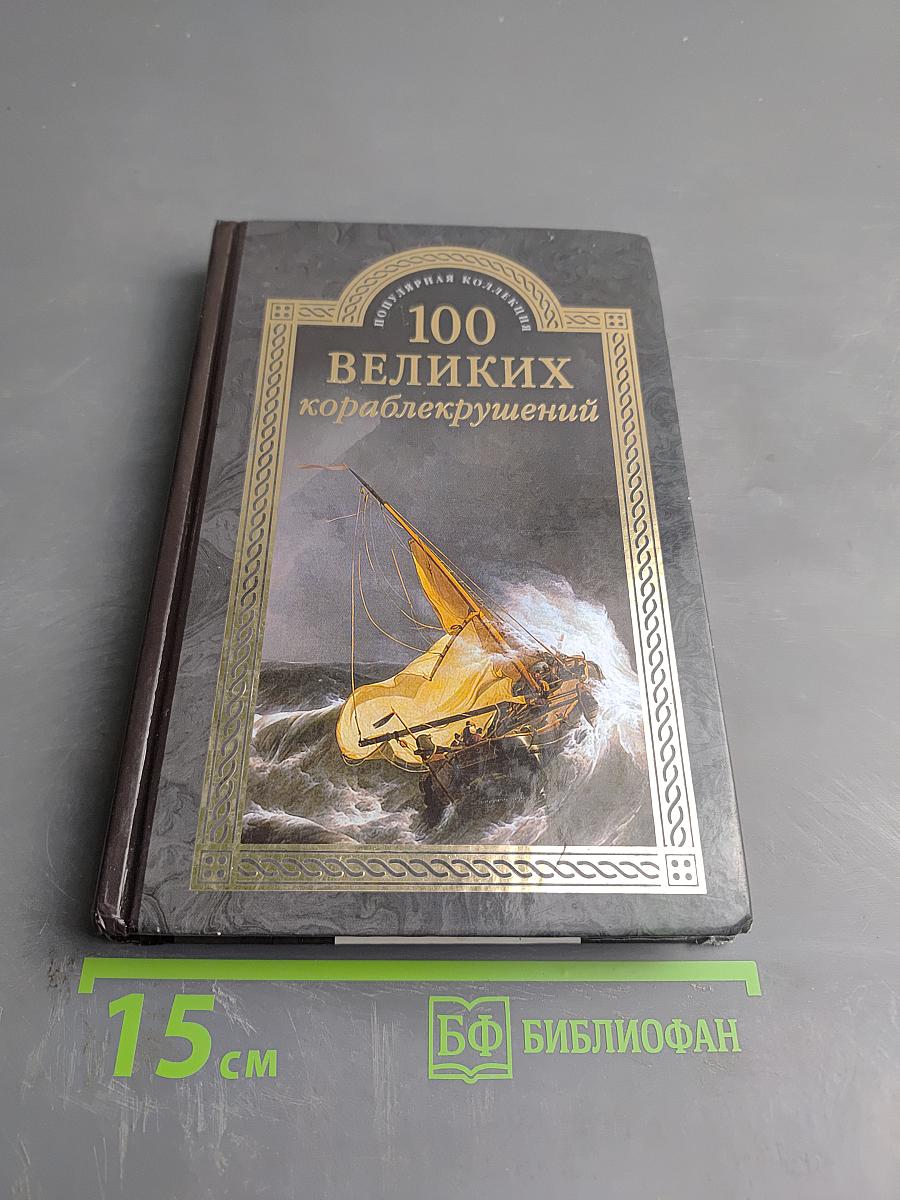 ПОПУЛЯРНАЯ КОЛЛЕКЦИЯ
100
ВЕЛИКИХ
кораблекрушений
15 см
БФ БИБЛИОФАН